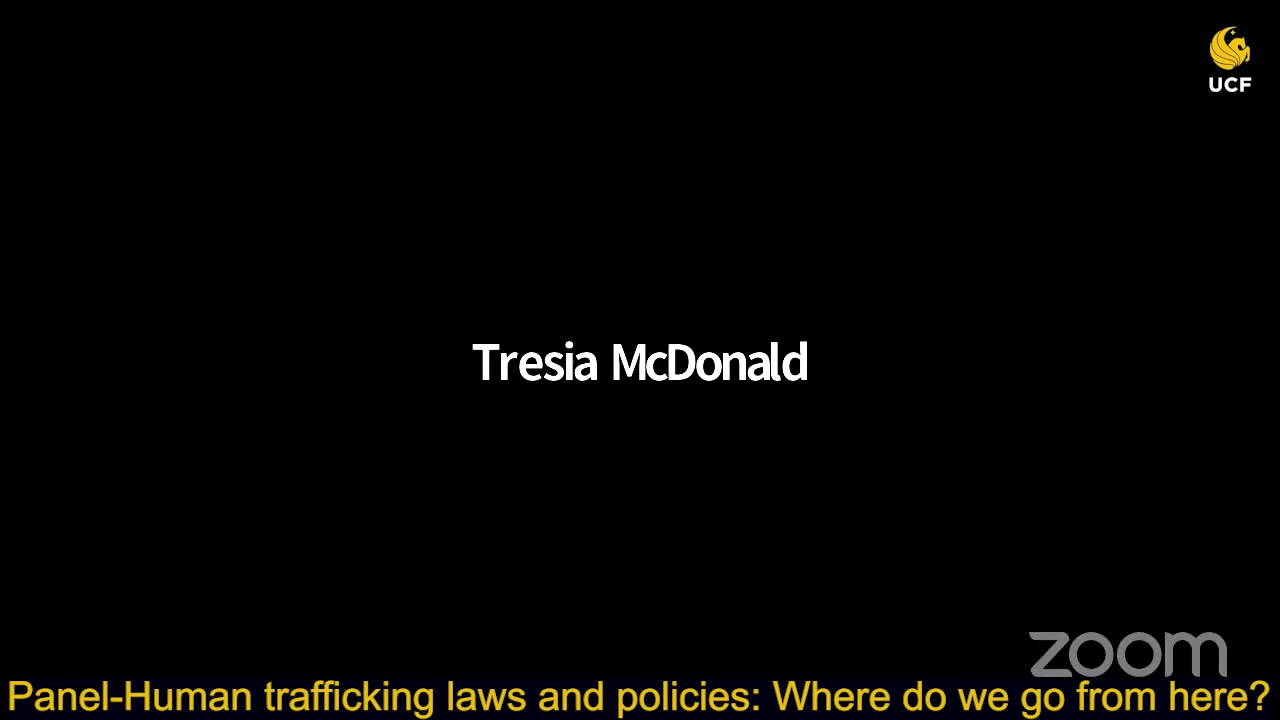 UCF
Tresia McDonald
zoom
Panel-Human trafficking laws and policies: Where do we go from here?